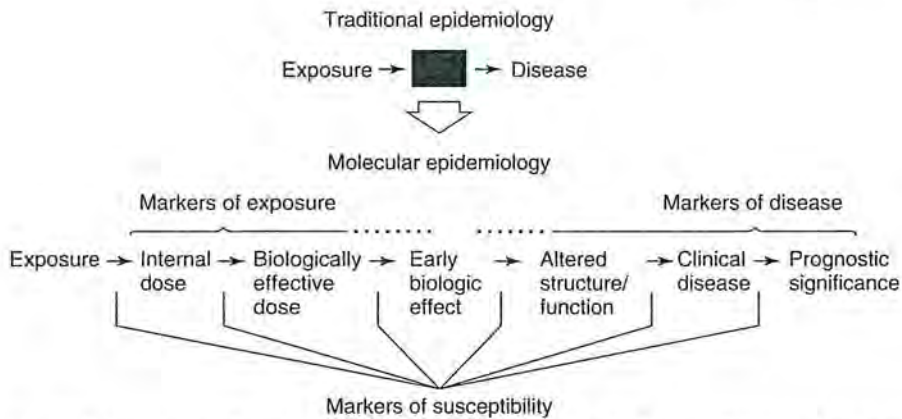 Traditional epidemiology
Exposure → → Disease
Molecular epidemiology
Markers of exposure
Markers of disease
Exposure → Internal dose → Biologically effective dose → Early biologic effect → Altered structure/function → Clinical disease → Prognostic significance
Markers of susceptibility